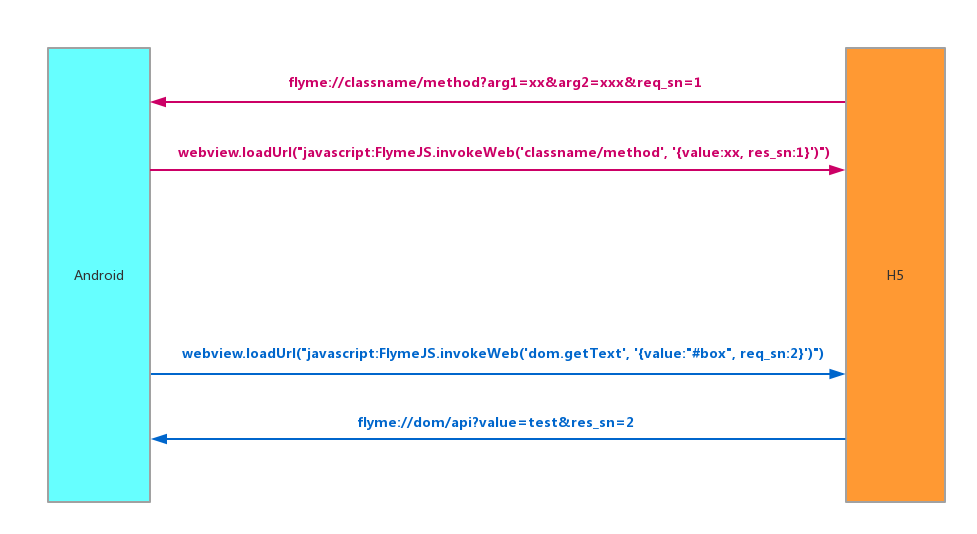 flyme://classname/method?arg1=xx&arg2=xxx&req_sn=1
webview.loadUrl("javascript:FlymeJS.invokeWeb('classname/method', '{value:xx, res_sn:1}')")
Android
H5
webview.loadUrl("javascript:FlymeJS.invokeWeb('dom.getText', '{value:"#box", req_sn:2}')")
flyme://dom/api?value=test&res_sn=2